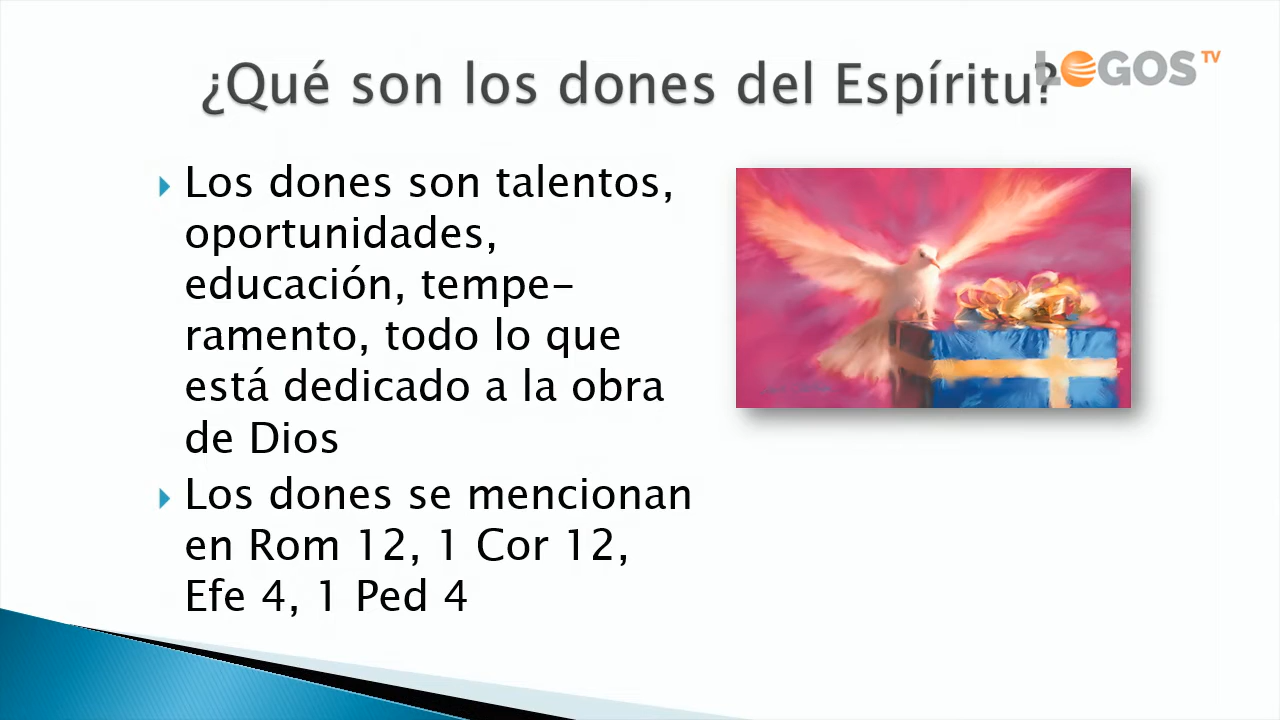 ¿Qué son los dones del Espíritu?
LOGOS TV
Los dones son talentos,
oportunidades,
educación, tempe-
ramento, todo lo que
está dedicado a la obra
de Dios
Los dones se mencionan
en Rom 12, 1 Cor 12,
Efe 4, 1 Ped 4